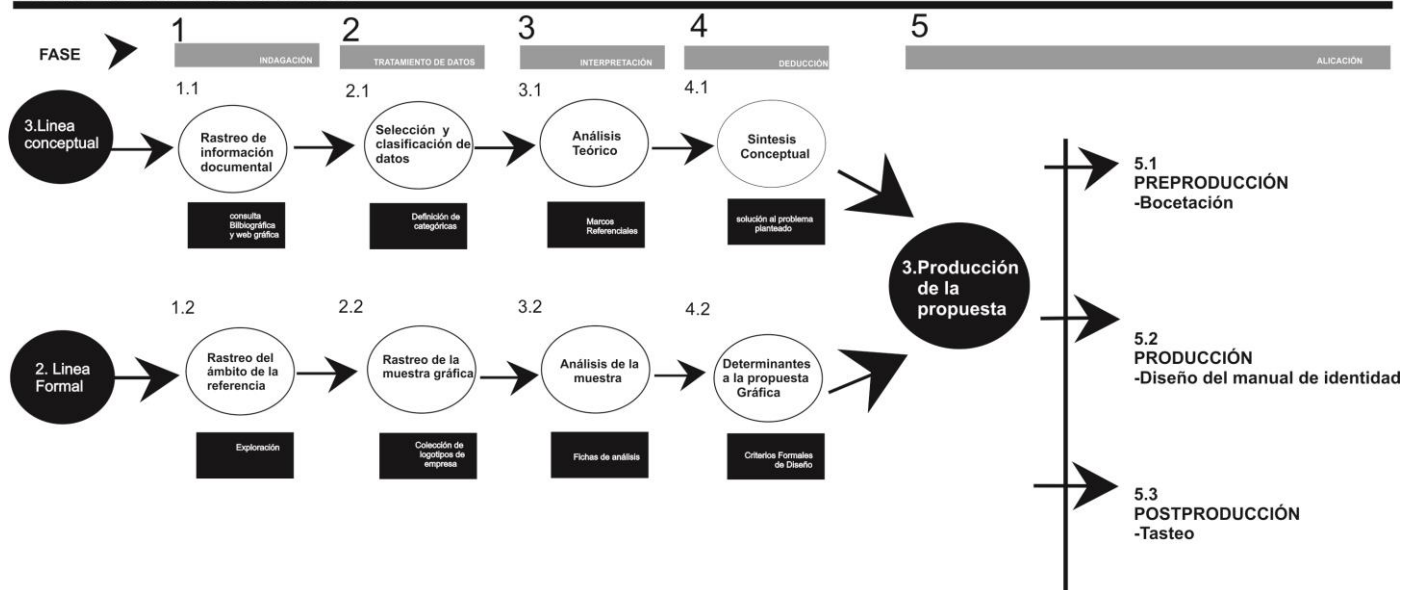 1
2
3
4
5
FASE
INDAGACIÓN
TRATAMIENTO DE DATOS
INTERPRETACIÓN
DEDUCCIÓN
ALICACIÓN
3.Linea
conceptual
1.1
Rastreo de
información
documental
consulta
Bilbiográfica
y web gráfica
2.1
Selección y
clasificación de
datos
Definición de
categóricas
3.1
Análisis
Teórico
Marcos
Referenciales
4.1
Sintesis
Conceptual
solución al problema
planteado
2. Linea
Formal
1.2
Rastreo del
ámbito de la
referencia
Exploración
2.2
Rastreo de la
muestra gráfica
Colección de
logotipos de
empresa
3.2
Análisis de la
muestra
Fichas de análisis
4.2
Determinantes
a la propuesta
Gráfica
Criterios Formales
de Diseño
3.Producción
de la
propuesta
5.1
PREPRODUCCIÓN
-Bocetación
5.2
PRODUCCIÓN
-Diseño del manual de identidad
5.3
POSTPRODUCCIÓN
-Tasteo